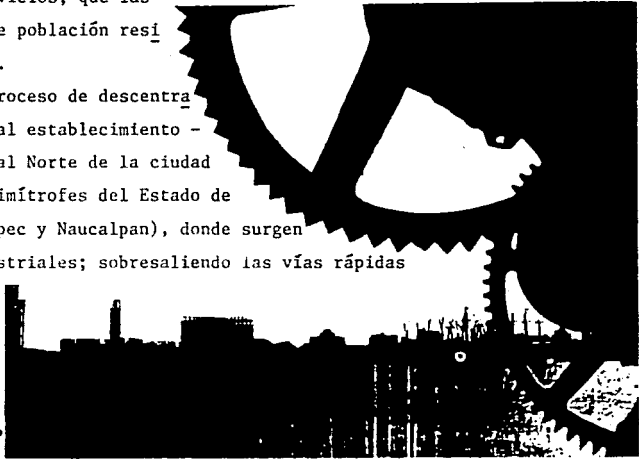 vicios, que las
e población resi
.
roceso de descentra
al establecimiento -
al Norte de la ciudad
imítrofes del Estado de
pec y Naucalpan), donde surgen
striales; sobresaliendo las vías rápidas